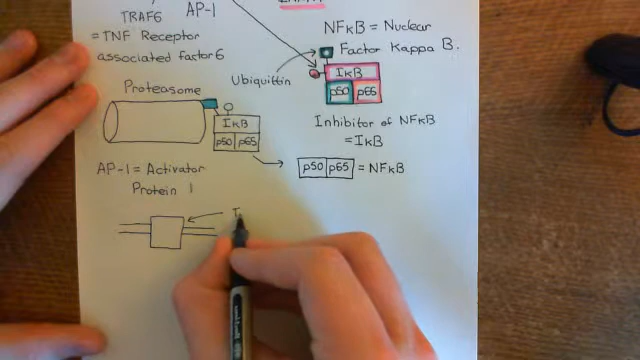 TRAF6
AP-1
= TNF Receptor
associated factor 6
NFκB = Nuclear
Factor Kappa B.
Ubiquitin
IκB
p50 p65
Proteasome
IκB
p50 p65
Inhibitor of NFκB
= IκB
p50 p65 = NFκB
AP-1 = Activator
Protein 1